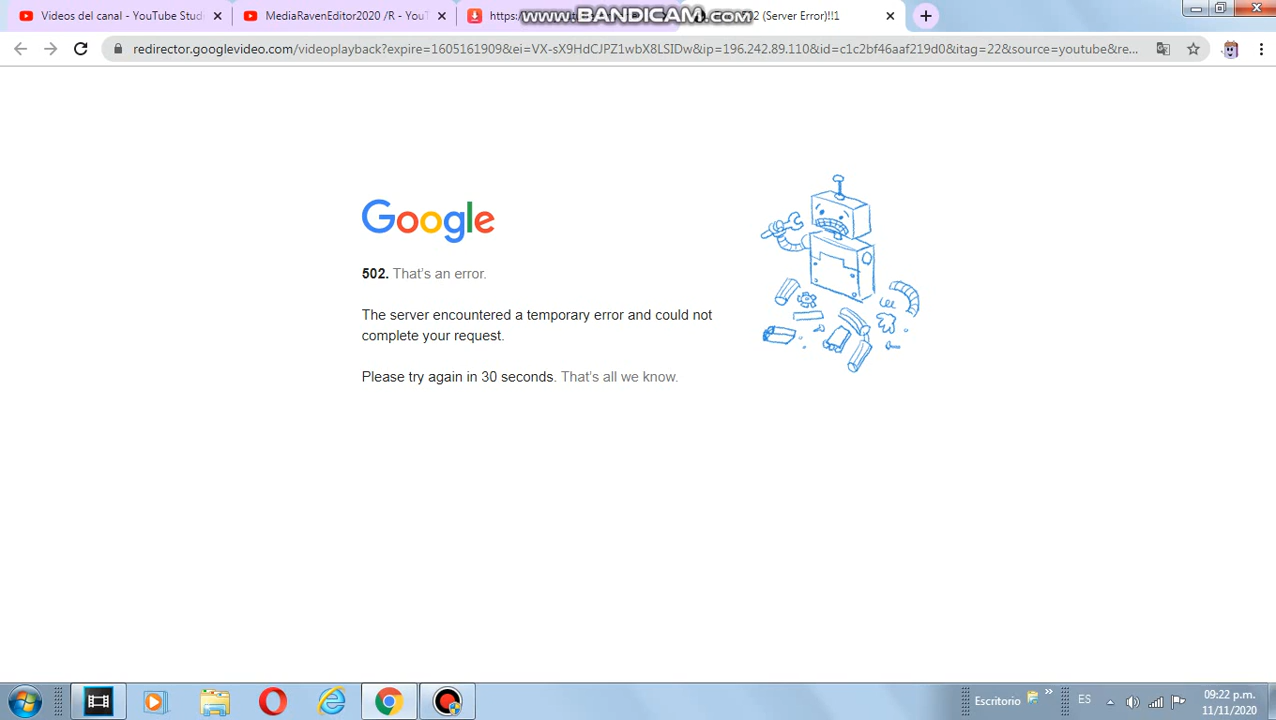 Videos del canal - YouTube Stud
MediaRavenEditor2020 /R - YouT
https:
www.BANDICAM.com
2 (Server Error)!!1
redirector.googlevideo.com/videoplayback?expire=1605161909&ei=VX-sX9HdCJPZ1wbX8LSIDw&ip=196.242.89.110&id=c1c2bf46aaf219d0&itag=22&source=youtube&re...
Google
502. That's an error.
The server encountered a temporary error and could not
complete your request.
Please try again in 30 seconds. That's all we know.
Escritorio
ES
09:22 p.m.
11/11/2020